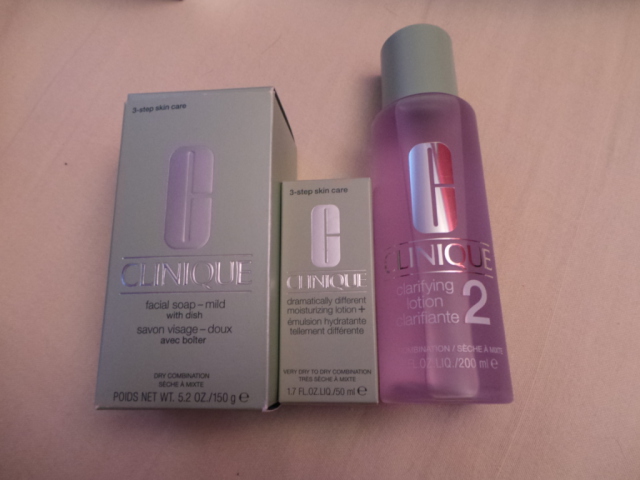 3-step skin care
CLINIQUE
facial soap – mild
with dish
savon visage – doux
avec boîter
DRY COMBINATION
SÈCHE À MIXTE
POIDS NET WT. 5.2 OZ./150 g ℮
3-step skin care
CLINIQUE
dramatically different
moisturizing lotion +
émulsion hydratante
tellement différente
VERY DRY TO DRY COMBINATION
TRÈS SÈCHE À MIXTE
1.7 FL.OZ.LIQ./50 ml ℮
CLINIQUE
clarifying
lotion 2
clarifiante
COMBINATION / SÈCHE À MIXTE
FL.OZ.LIQ./200 ml ℮